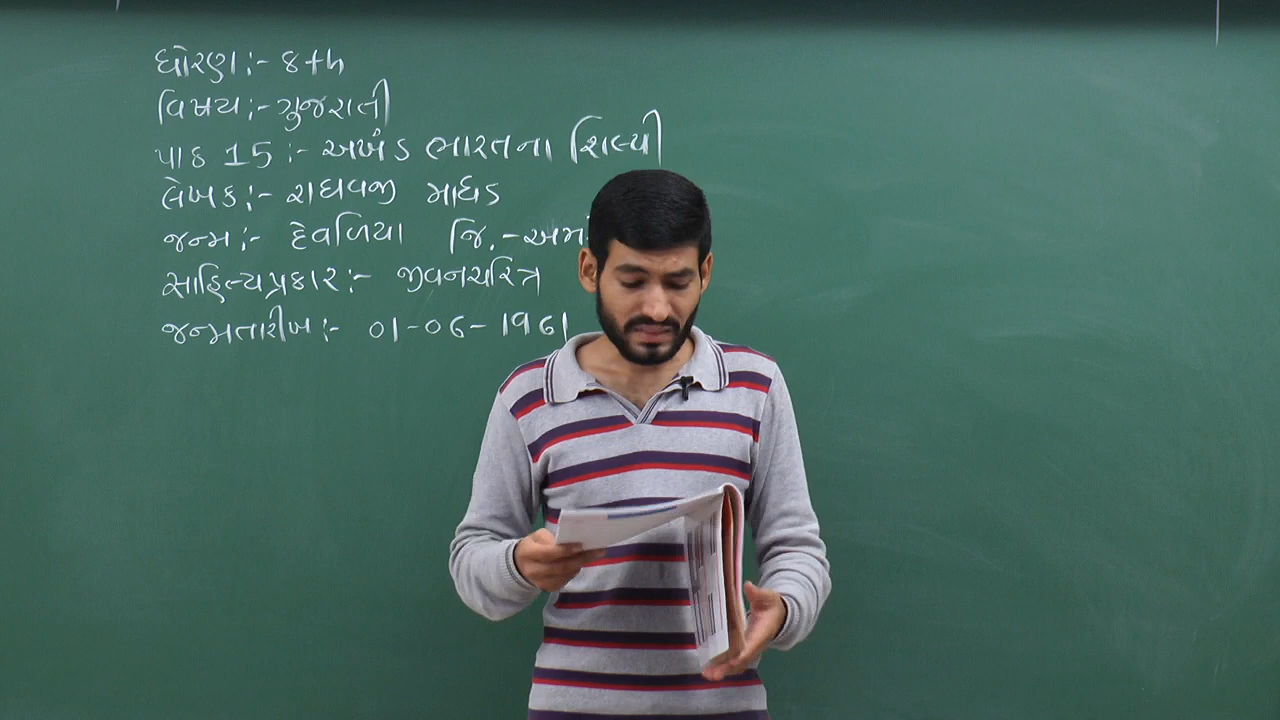 ધોરણ:- 8th
વિષય:- ગુજરાતી
પાઠ 15:- અખંડ ભારતના શિલ્પી
લેખક:- રાઘવજી માધડ
જન્મ:- દેવળિયા જિ.-
સાહિત્યપ્રકાર:- જીવનચરિત્ર
જન્મતારીખ:- 01-06-1961